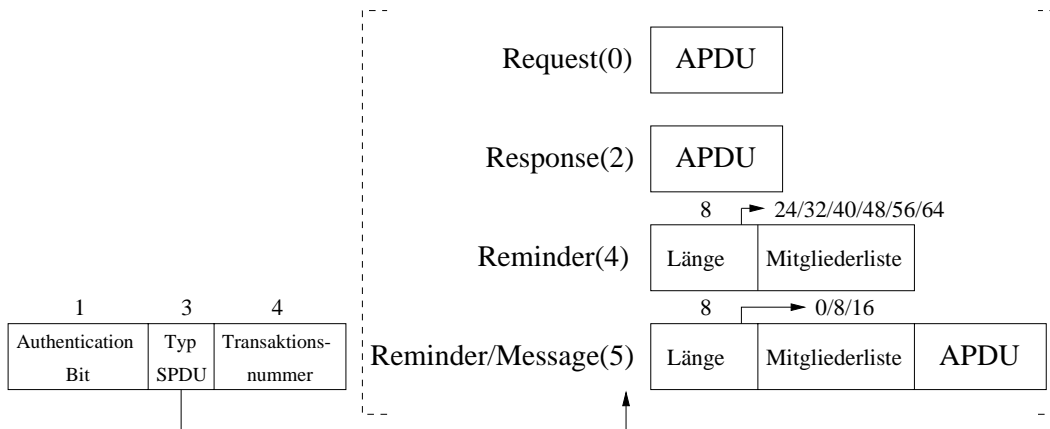 Request(0) APDU
Response(2) APDU
8 24/32/40/48/56/64
Reminder(4) Länge Mitgliederliste
1 3 4 8 0/8/16
Authentication Typ Transaktions-
Bit SPDU nummer
Reminder/Message(5) Länge Mitgliederliste APDU